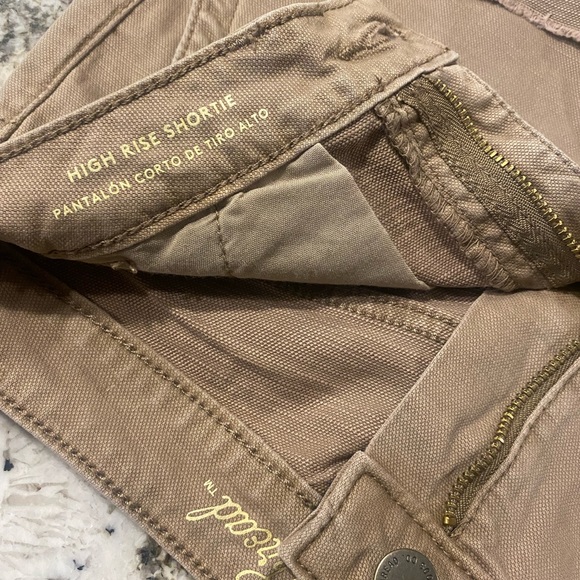 HIGH RISE SHORTIE
PANTALÓN CORTO DE TIRO ALTO